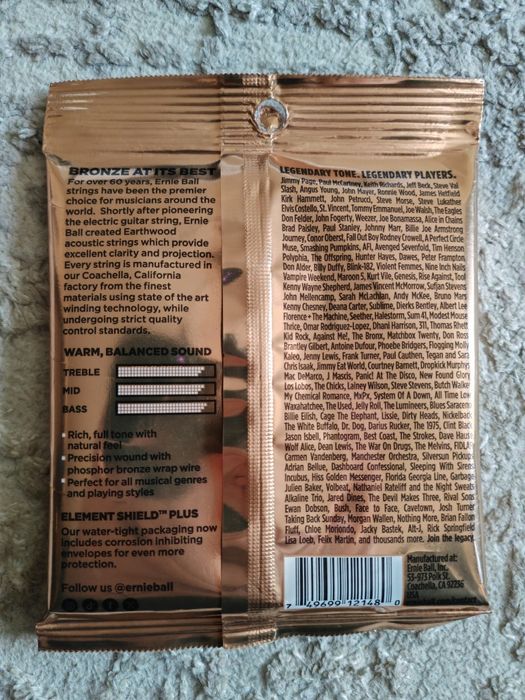 BRONZE AT ITS BEST
For over 60 years, Ernie Ball
strings have been the premier
choice for musicians around the
world. Shortly after pioneering
the electric guitar string, Ernie
Ball created Earthwood
acoustic strings which provide
excellent clarity and projection.
Every string is manufactured in
our Coachella, California
factory from the finest
materials using state of the art
winding technology, while
undergoing strict quality
control standards.
WARM, BALANCED SOUND
TREBLE
MID
BASS
Rich, full tone with
natural feel
Precision wound with
phosphor bronze wrap wire
Perfect for all musical genres
and playing styles
ELEMENT SHIELD™ PLUS
Our water-tight packaging now
includes corrosion inhibiting
envelopes for even more
protection.
Follow us @ernieball
LEGENDARY TONE. LEGENDARY PLAYERS.
Jimmy Page, Paul McCartney, Keith Richards, Jeff Beck, Steve Vai
Slash, Angus Young, John Mayer, Ronnie Wood, James Hetfield
Kirk Hammett, John Petrucci, Steve Morse, Steve Lukather
Elvis Costello, St. Vincent, Tommy Emmanuel, Joe Walsh, The Eagles
Don Felder, John Fogerty, Weezer, Joe Bonamassa, Alice in Chains
Brad Paisley, Paul Stanley, Johnny Marr, Billie Joe Armstrong
Journey, Conor Oberst, Fall Out Boy Rodney Crowell, A Perfect Circle
Muse, Smashing Pumpkins, AFI, Avenged Sevenfold, Tim Henson
Polyphia, The Offspring, Hunter Hayes, Dawes, Peter Frampton
Don Alder, Billy Duffy, Blink-182, Violent Femmes, Nine Inch Nails
Vampire Weekend, Maroon 5, Kurt Vile, Genesis, Rise Against, Tool
Kenny Wayne Shepherd, James Vincent McMorrow, Sufjan Stevens
John Mellencamp, Sarah McLachlan, Andy McKee, Bruno Mars
Kenny Chesney, Deana Carter, Sublime, Dierks Bentley, Albert Lee
Florence + The Machine, Seether, Halestorm, Sum 41, Modest Mouse
Thrice, Omar Rodriguez-Lopez, Dhani Harrison, 311, Thomas Rhett
Kid Rock, Against Me!, The Bronx, Matchbox Twenty, Don Ross
Brantley Gilbert, Antoine Dufour, Phoebe Bridgers, Flogging Molly
Kaleo, Jenny Lewis, Frank Turner, Paul Cauthen, Tegan and Sara
Chris Isaak, Jimmy Eat World, Courtney Barnett, Dropkick Murphys
Mac DeMarco, J Mascis, Panic! At The Disco, New Found Glory
Los Lobos, The Chicks, Lainey Wilson, Steve Stevens, Butch Walker
My Chemical Romance, MxPx, System Of A Down, All Time Low
Waxahatchee, The Used, Jelly Roll, The Lumineers, Blues Saraceno
Billie Eilish, Cage The Elephant, Lissie, Dirty Heads, Nickelback
The White Buffalo, Dr. Dog, Darius Rucker, The 1975, Clint Black
Jason Isbell, Phantogram, Best Coast, The Strokes, Dave Hause
Wolf Alice, Dean Lewis, The War On Drugs, The Melvins, FIDLAR
Carmen Vandenberg, Manchester Orchestra, Silversun Pickups
Adrian Bellue, Dashboard Confessional, Sleeping With Sirens
Incubus, Hiss Golden Messenger, Florida Georgia Line, Garbage
Julien Baker, Volbeat, Nathaniel Rateliff and the Night Sweats
Alkaline Trio, Jared Dines, The Devil Makes Three, Rival Sons
Ewan Dobson, Bush, Face to Face, Cavetown, Josh Turner
Taking Back Sunday, Morgan Wallen, Nothing More, Brian Fallon
Fluff, Chloe Moriondo, Jacky Bastek, Alt-J, Rick Springfield
Lisa Loeb, Felix Martin, and thousands more. Join the legacy.
Manufactured at:
Ernie Ball, Inc.
53-973 Polk St.
Coachella, CA 92236
USA
7 49699 12148 0